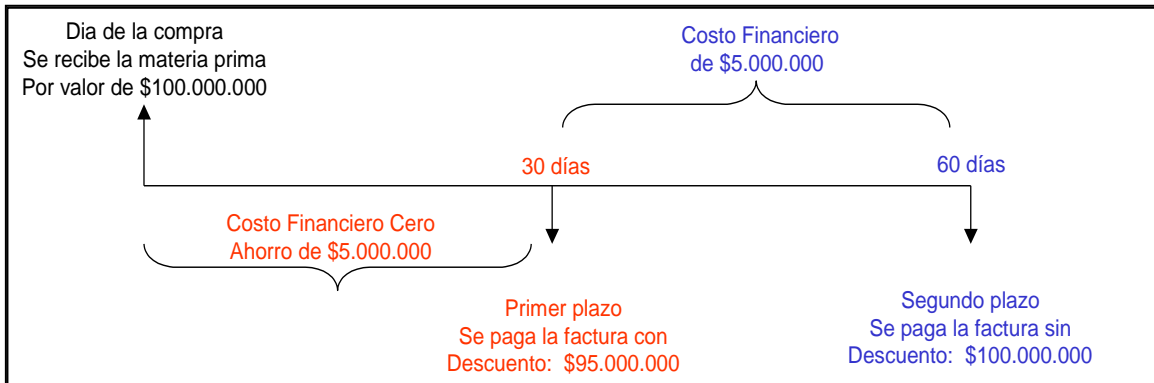 Dia de la compra
Se recibe la materia prima
Por valor de $100.000.000
Costo Financiero
de $5.000.000
30 días
60 días
Costo Financiero Cero
Ahorro de $5.000.000
Primer plazo
Se paga la factura con
Descuento: $95.000.000
Segundo plazo
Se paga la factura sin
Descuento: $100.000.000